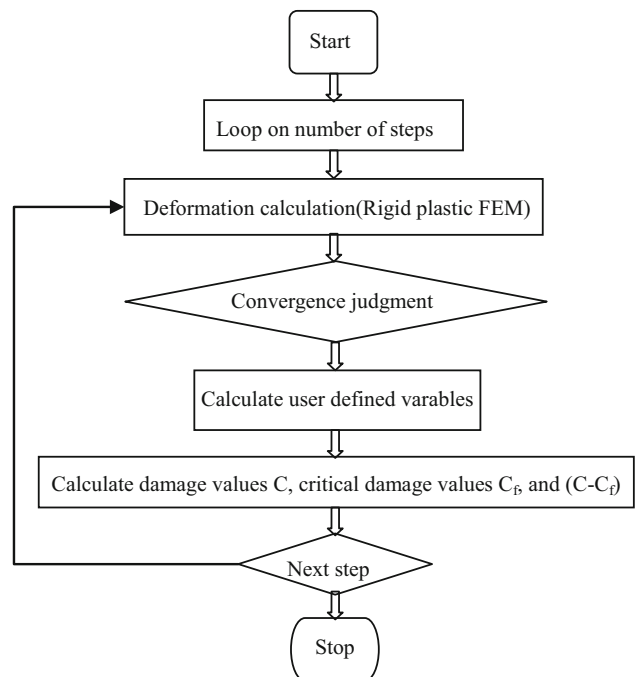 Start
Loop on number of steps
Deformation calculation(Rigid plastic FEM)
Convergence judgment
Calculate user defined varables
Calculate damage values C, critical damage values Cf, and (C-Cf)
Next step
Stop